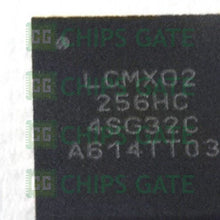 CHIPS GATE
LCMXO2
256HC
4SG32C
A614TT03